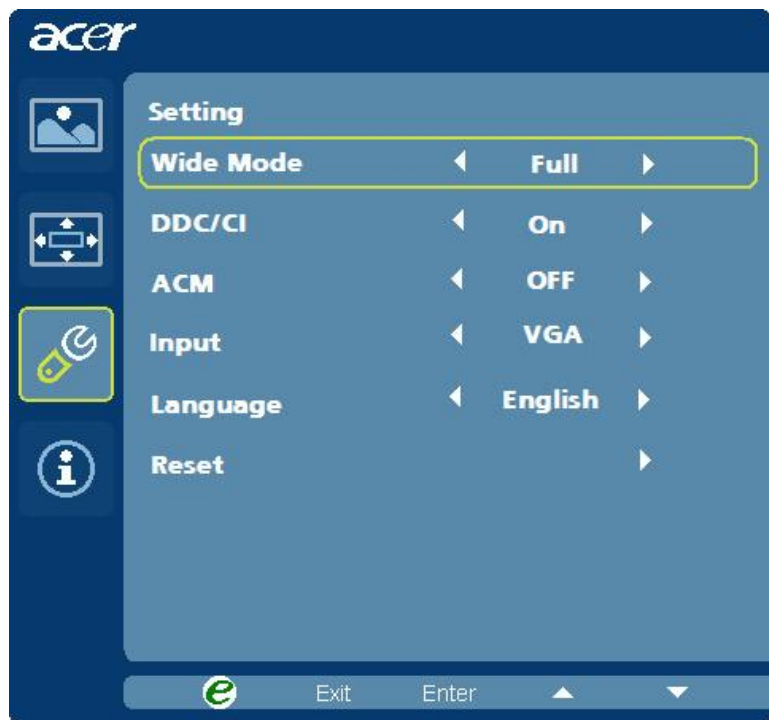 acer
Setting
Wide Mode Full
DDC/CI On
ACM OFF
Input VGA
Language English
Reset
e Exit Enter